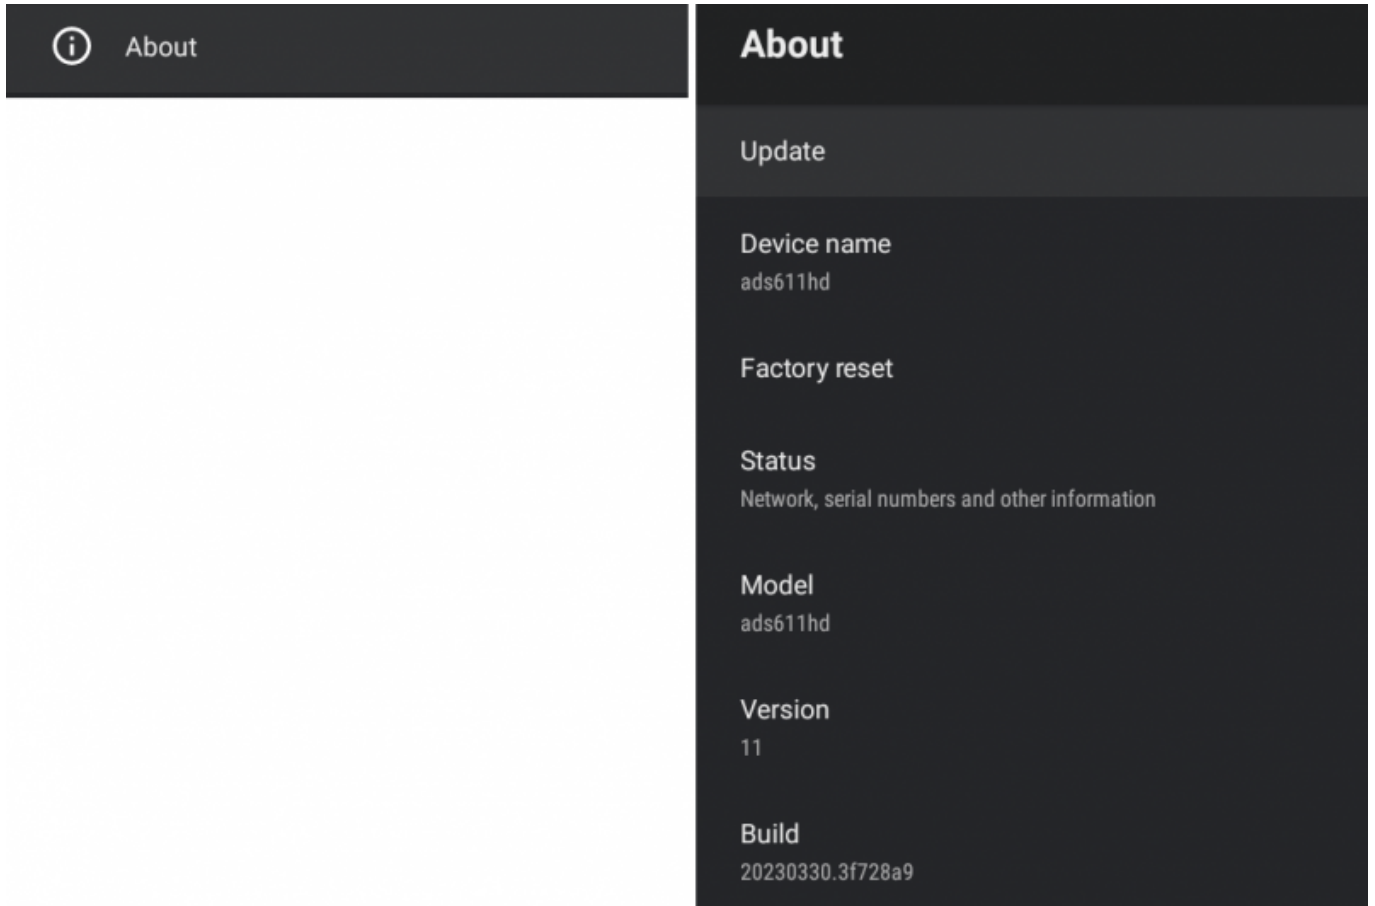 About
About
Update
Device name
ads611hd
Factory reset
Status
Network, serial numbers and other information
Model
ads611hd
Version
11
Build
20230330.3f728a9